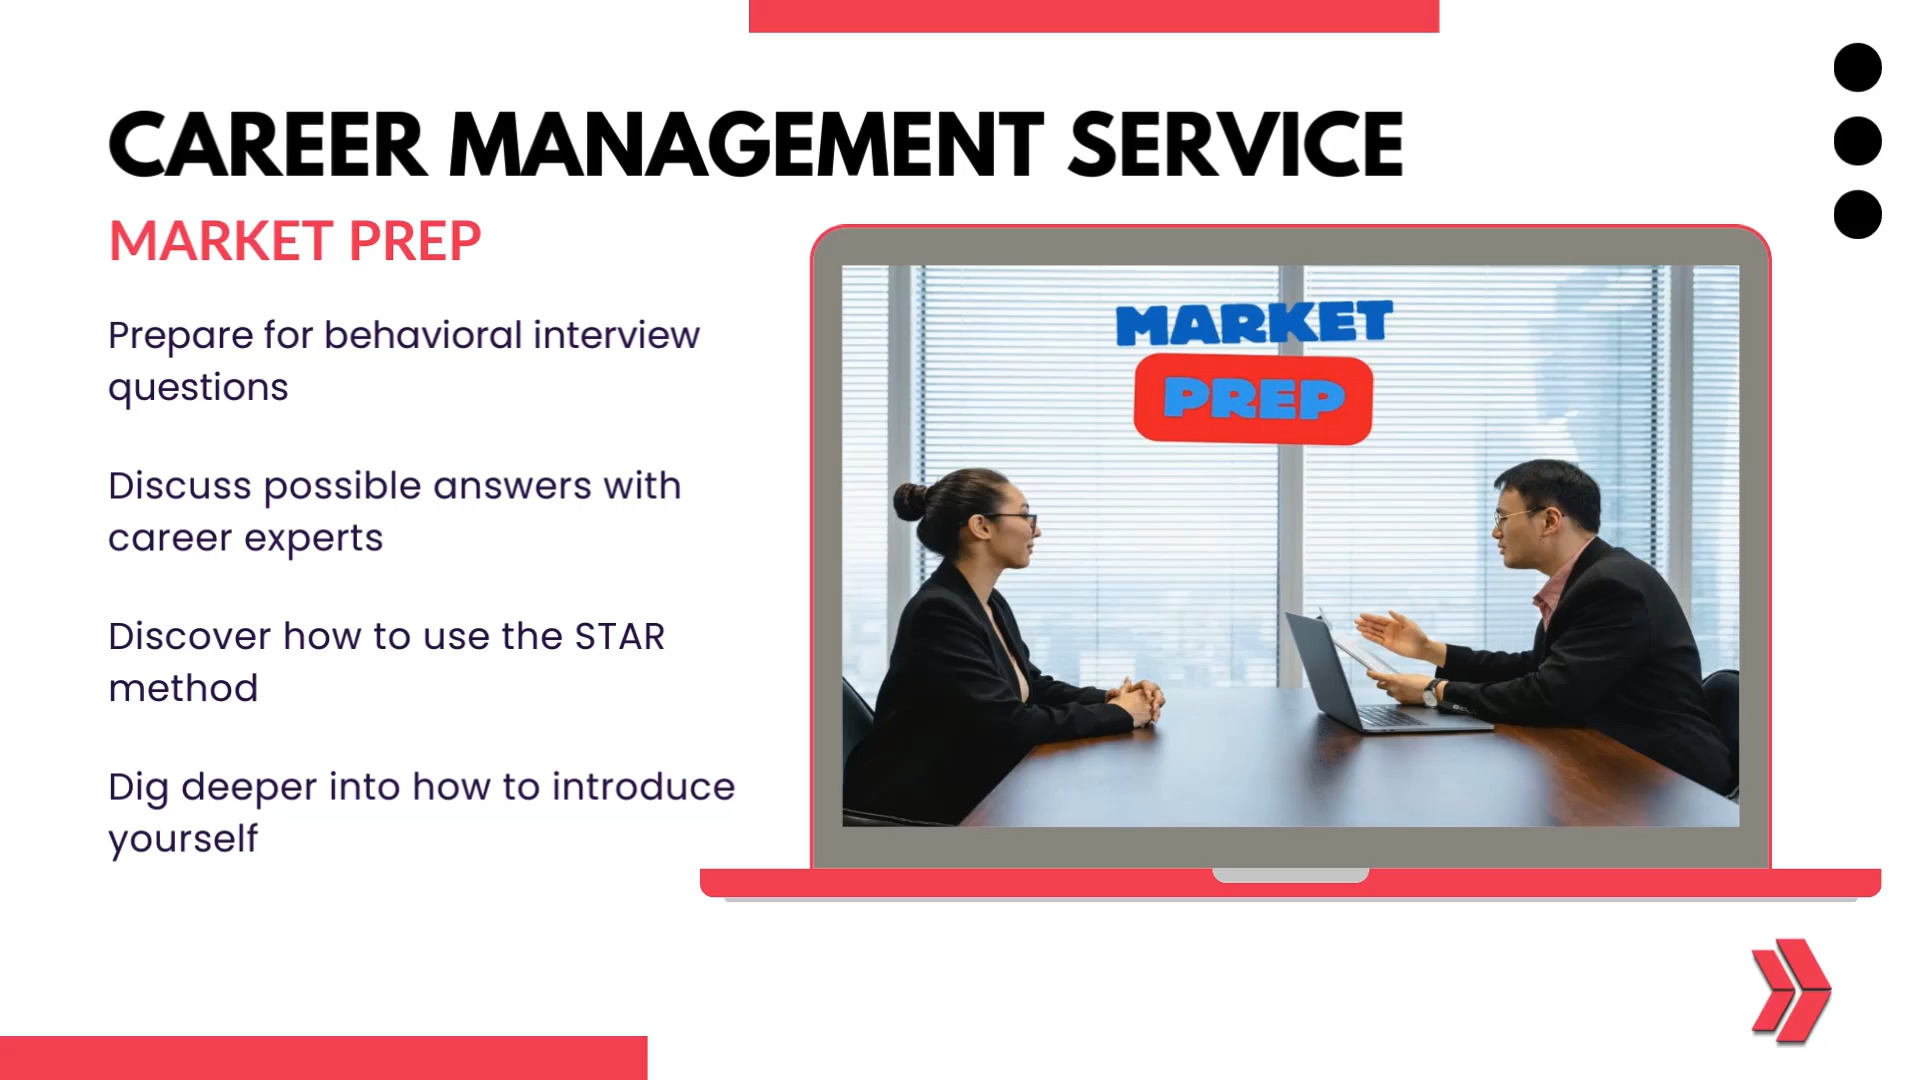 CAREER MANAGEMENT SERVICE
MARKET PREP
Prepare for behavioral interview
questions
Discuss possible answers with
career experts
Discover how to use the STAR
method
Dig deeper into how to introduce
yourself
MARKET
PREP